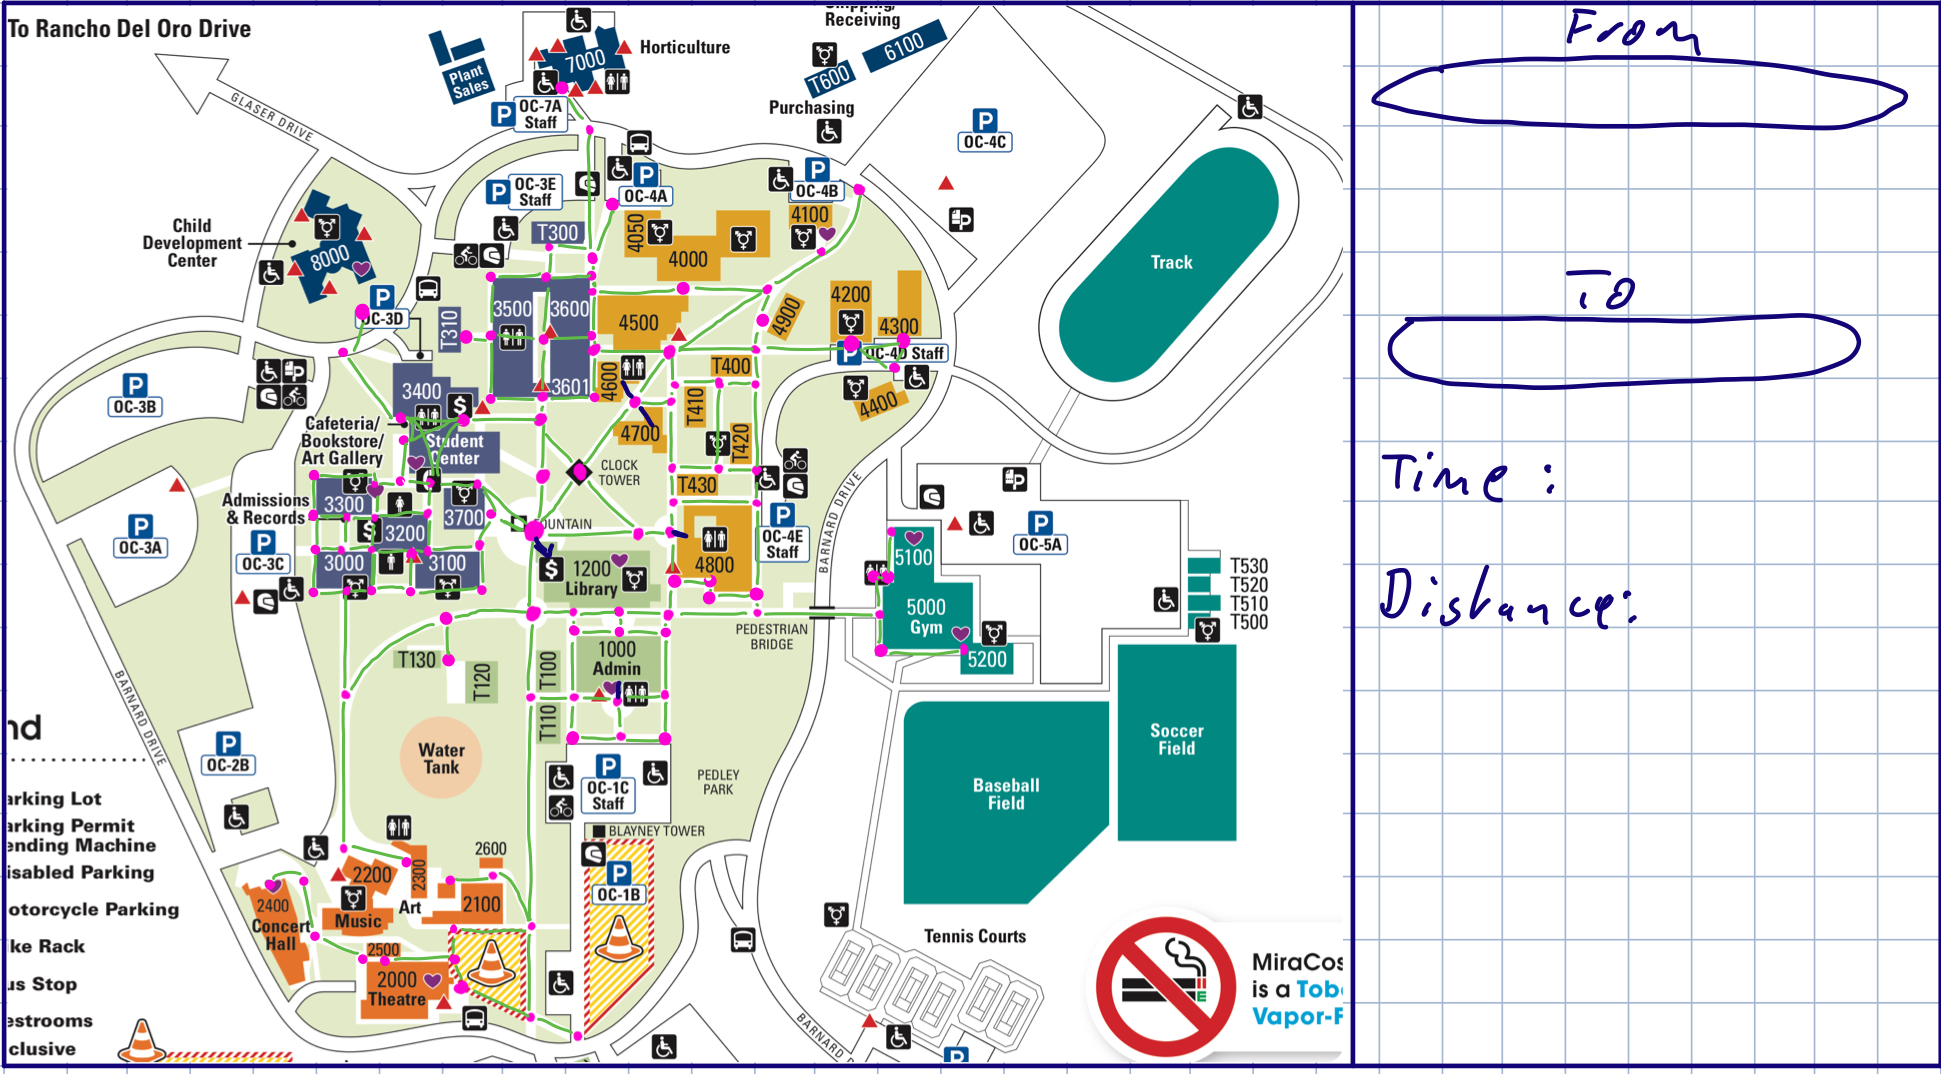 To Rancho Del Oro Drive
GLASER DRIVE
Plant
Sales
7000
Horticulture
OC-7A
Staff
Shipping/
Receiving
6100
T600
Purchasing
P
OC-4C
P
OC-3E
Staff
P
OC-4A
P
OC-4B
Child
Development
Center
8000
T300
4050
4000
4100
Track
P
OC-3D
T310
3500
3600
3601
4500
4600
4900
4200
4300
P
OC-4D Staff
4400
T400
T410
T420
T430
4700
P
OC-3B
3400
$
Cafeteria/
Bookstore/
Art Gallery
Student
Center
CLOCK
TOWER
Admissions
& Records
3300
3200
3700
3000
3100
$
P
OC-3A
P
OC-3C
FOUNTAIN
$
1200
Library
4800
P
OC-4E
Staff
BARNARD DRIVE
P
OC-5A
5100
5000
Gym
5200
T530
T520
T510
T500
PEDESTRIAN
BRIDGE
T130
T120
T100
T110
1000
Admin
Water
Tank
PEDLEY
PARK
P
OC-1C
Staff
BLAYNEY TOWER
P
OC-1B
P
OC-2B
BARNARD DRIVE
Baseball
Field
Soccer
Field
Tennis Courts
2600
2300
2200
2100
Art
Music
2400
Concert
Hall
2500
2000
Theatre
nd
arking Lot
arking Permit
ending Machine
isabled Parking
otorcycle Parking
ike Rack
us Stop
estrooms
clusive
BARNARD D
P
MiraCos
is a Tob
Vapor-F
From
To
Time :
Distance: